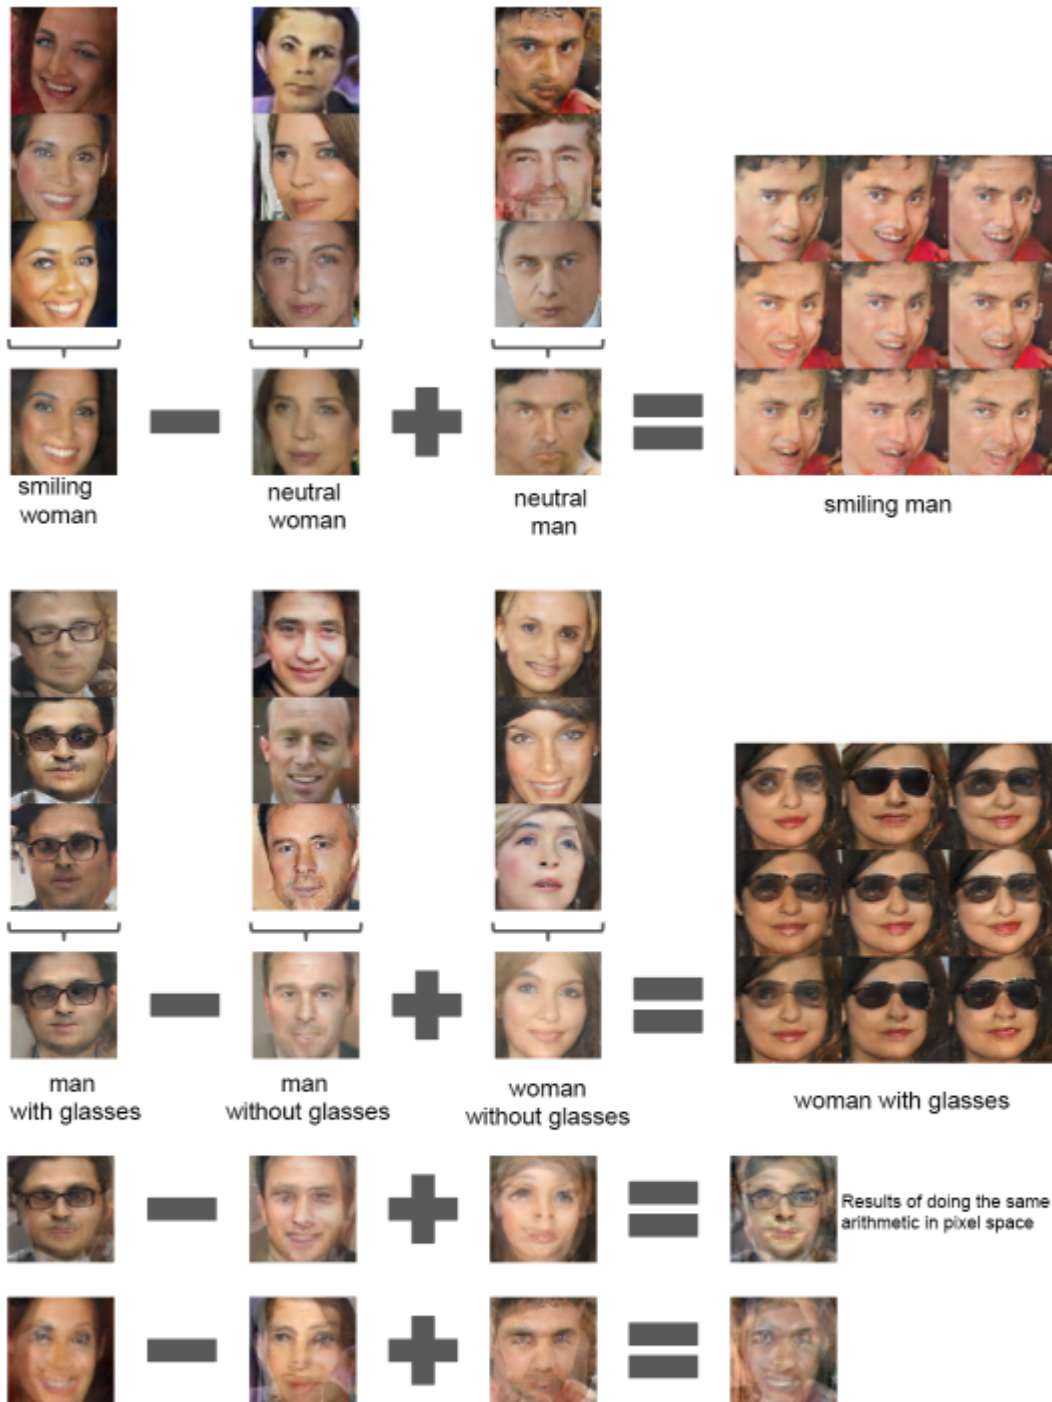 smiling
woman
neutral
woman
neutral
man
smiling man
man
with glasses
man
without glasses
woman
without glasses
woman with glasses
Results of doing the same
arithmetic in pixel space